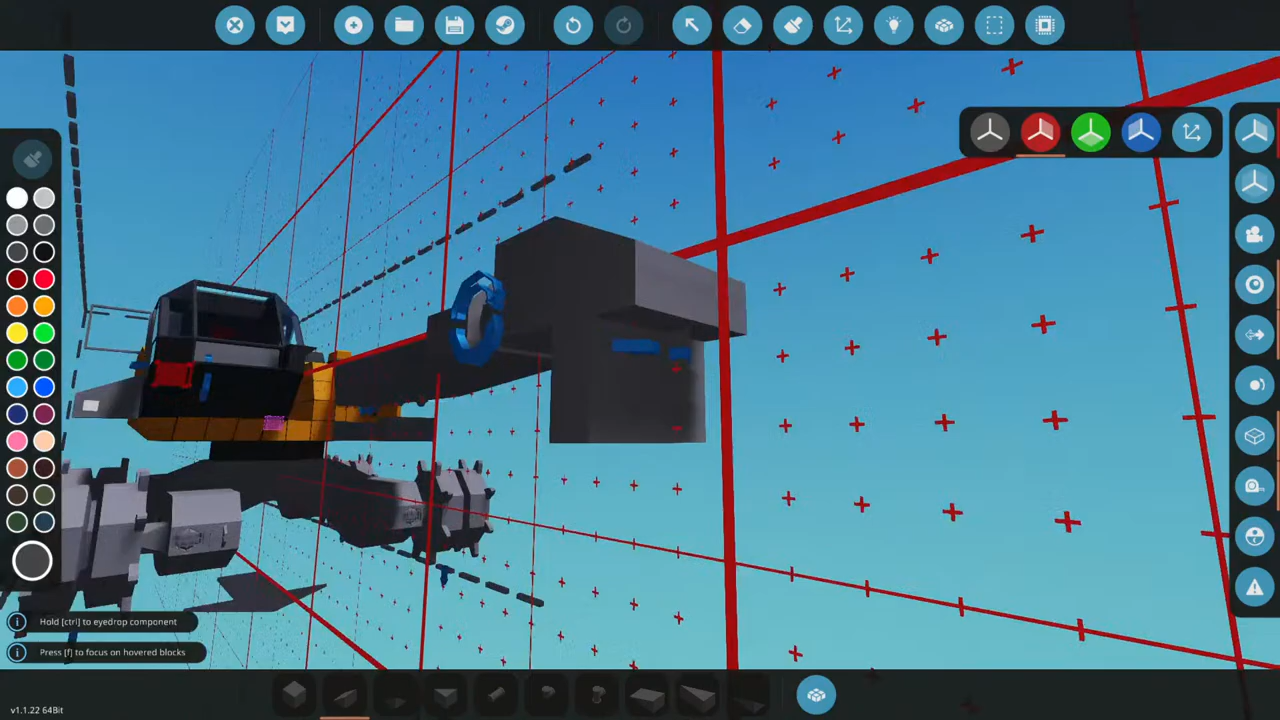 Hold [ctrl] to eyedrop component
Press [f] to focus on hovered blocks
v1.1.22 64Bit